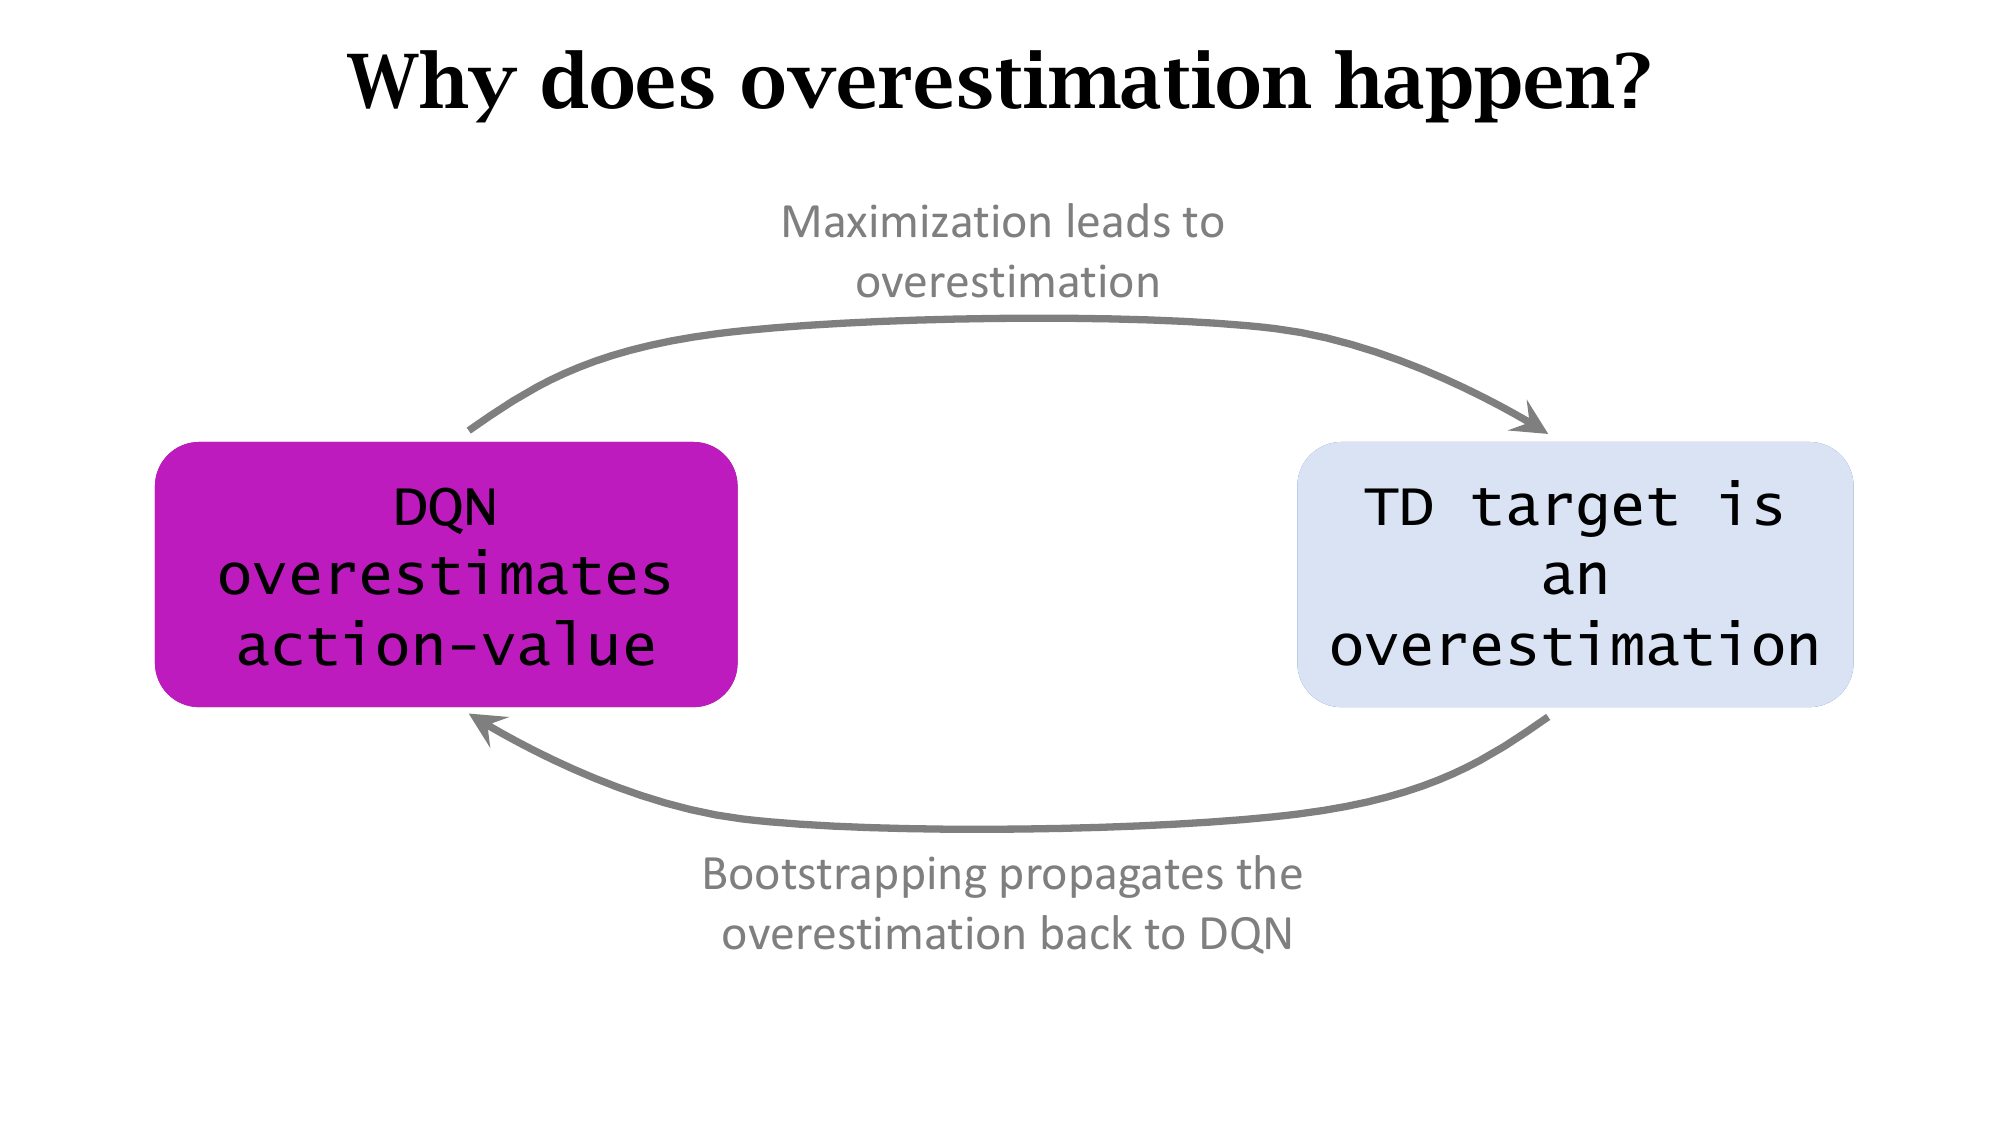 Why does overestimation happen?
Maximization leads to
overestimation
DQN
overestimates
action-value
TD target is
an
overestimation
Bootstrapping propagates the
overestimation back to DQN